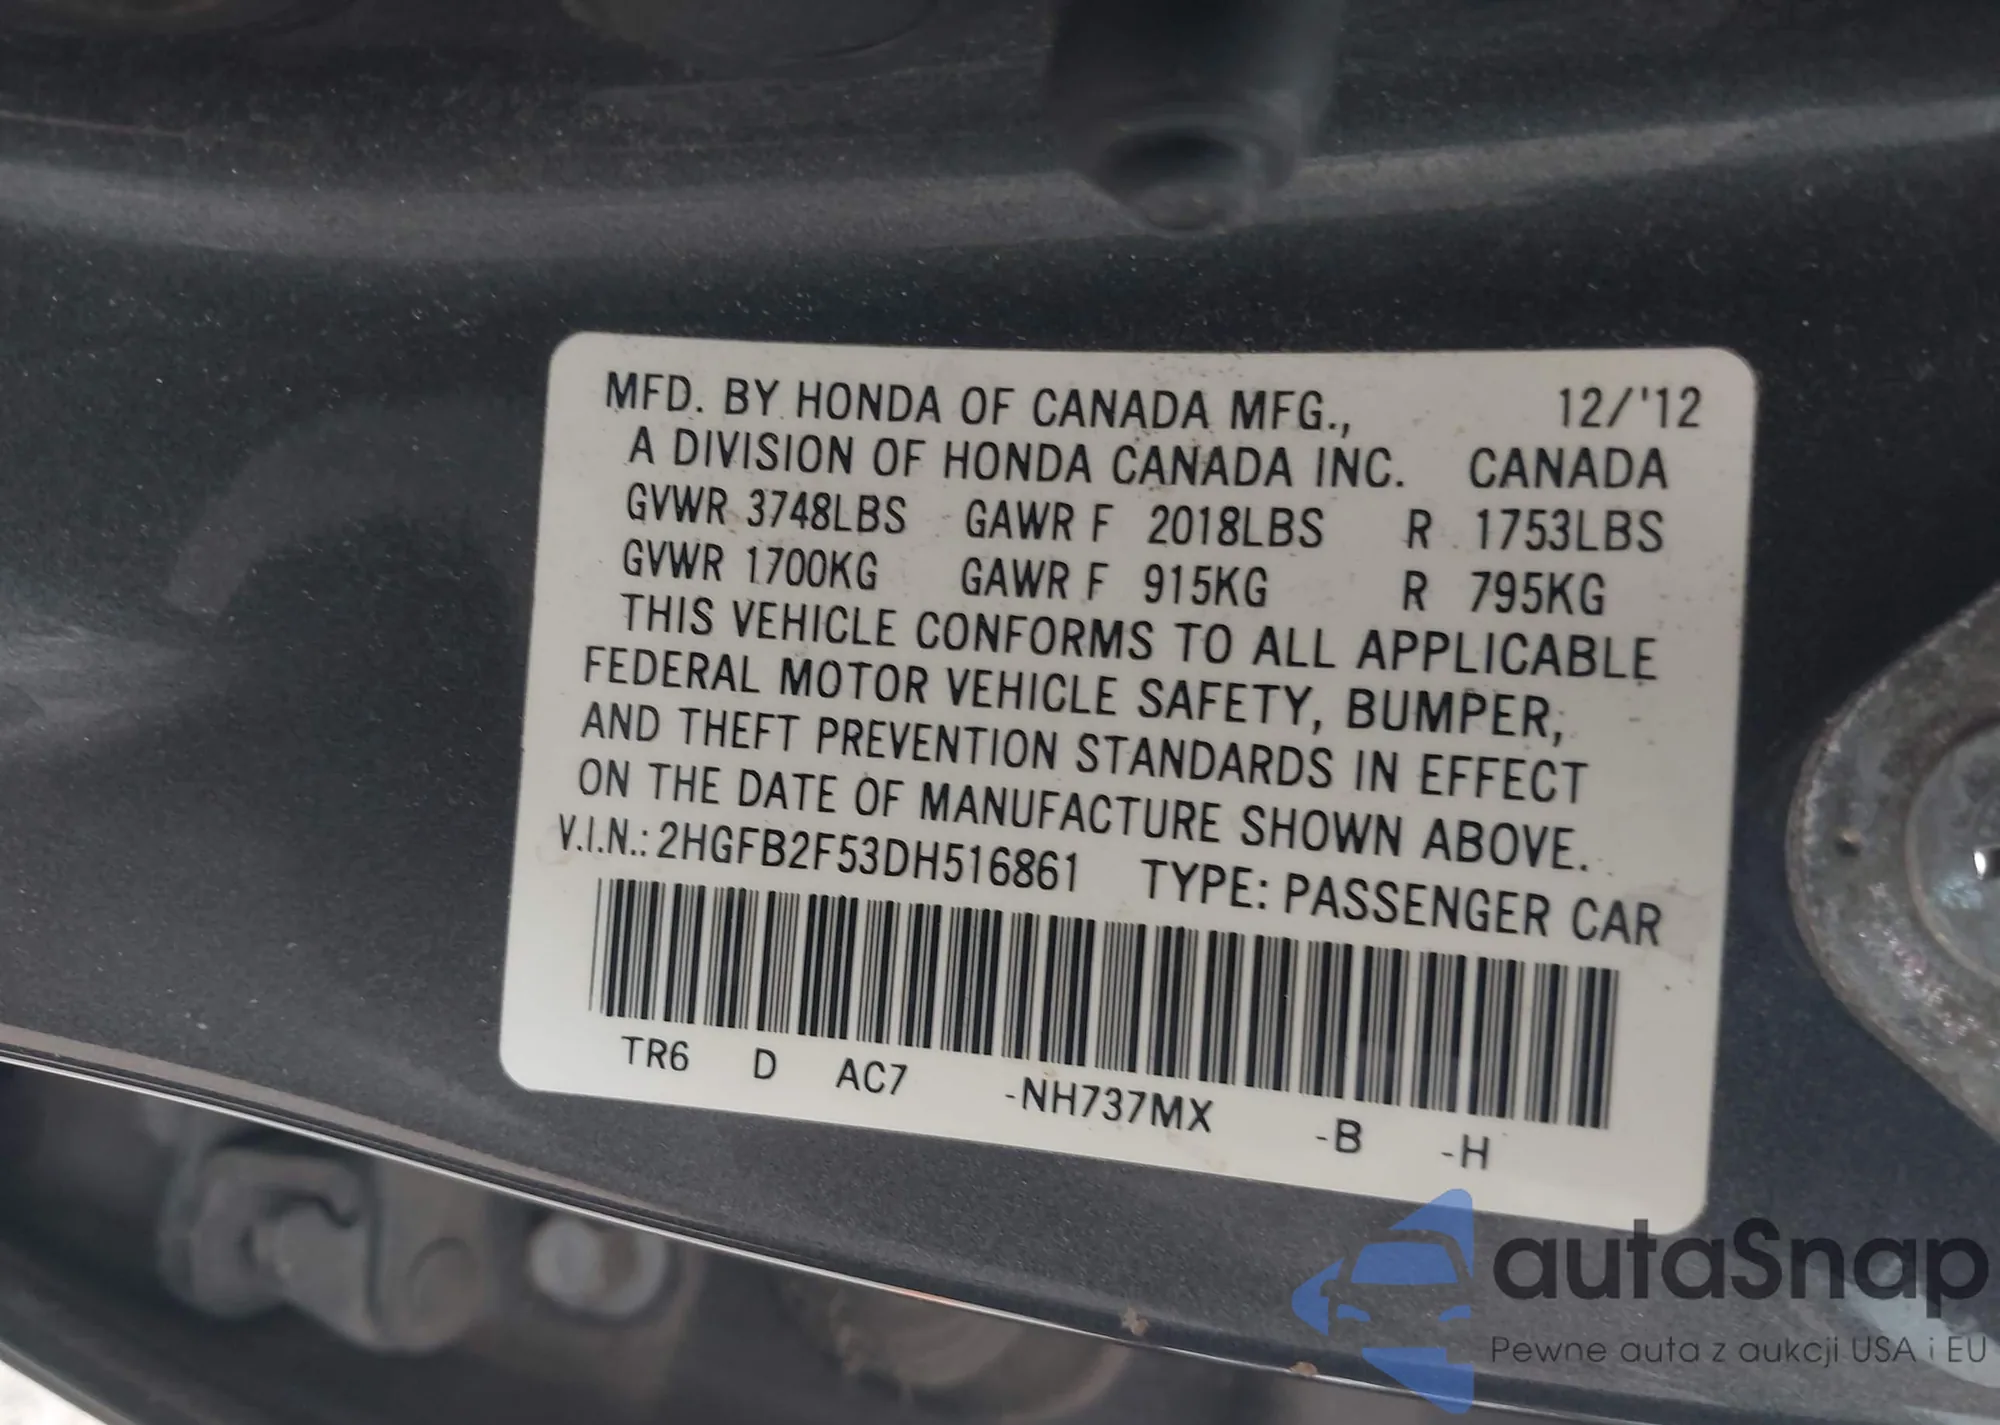 MFD. BY HONDA OF CANADA MFG., 12/'12
A DIVISION OF HONDA CANADA INC. CANADA
GVWR 3748LBS GAWR F 2018LBS R 1753LBS
GVWR 1700KG GAWR F 915KG R 795KG
THIS VEHICLE CONFORMS TO ALL APPLICABLE
FEDERAL MOTOR VEHICLE SAFETY, BUMPER,
AND THEFT PREVENTION STANDARDS IN EFFECT
ON THE DATE OF MANUFACTURE SHOWN ABOVE.
V.I.N.: 2HGFB2F53DH516861 TYPE: PASSENGER CAR
TR6 D AC7 -NH737MX -B -H
autaSnap
Pewne auta z aukcji USA i EU